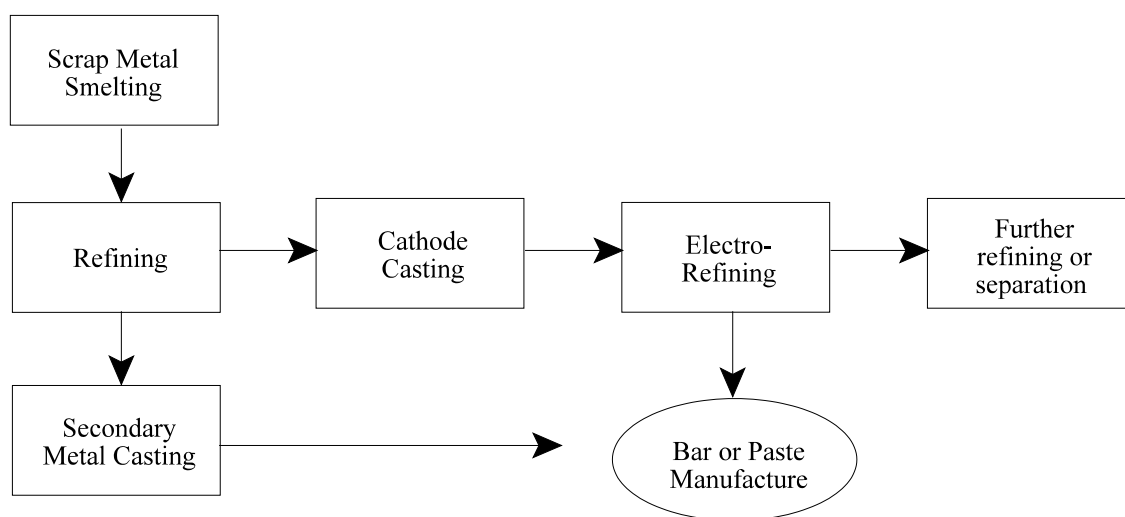 Scrap Metal
Smelting
Refining
Cathode
Casting
Electro-
Refining
Further
refining or
separation
Secondary
Metal Casting
Bar or Paste
Manufacture